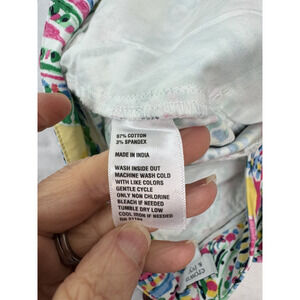 97% COTTON
3% SPANDEX
MADE IN INDIA
WASH INSIDE OUT
MACHINE WASH COLD
WITH LIKE COLORS
GENTLE CYCLE
ONLY NON CHLORINE
BLEACH IF NEEDED
TUMBLE DRY LOW
COOL IRON IF NEEDED